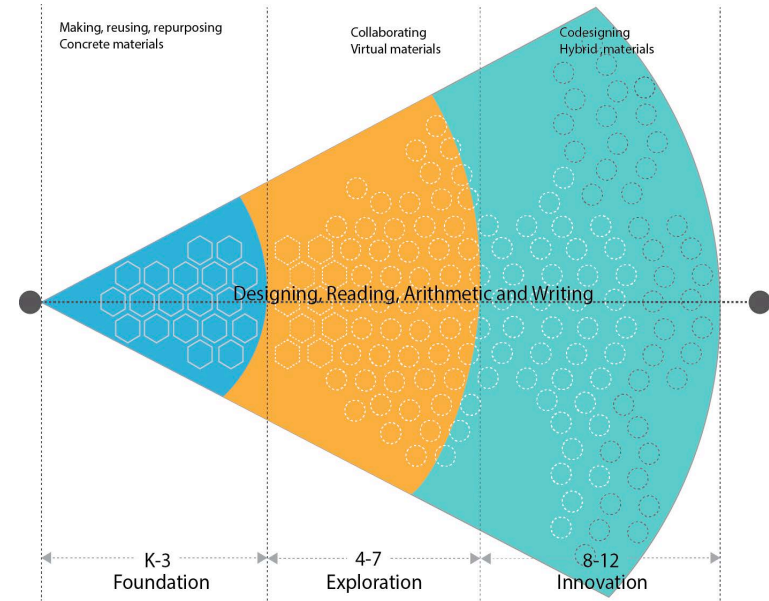 Making, reusing, repurposing
Concrete materials
Collaborating
Virtual materials
Codesigning
Hybrid ,materials
Designing, Reading, Arithmetic and Writing
K-3
Foundation
4-7
Exploration
8-12
Innovation